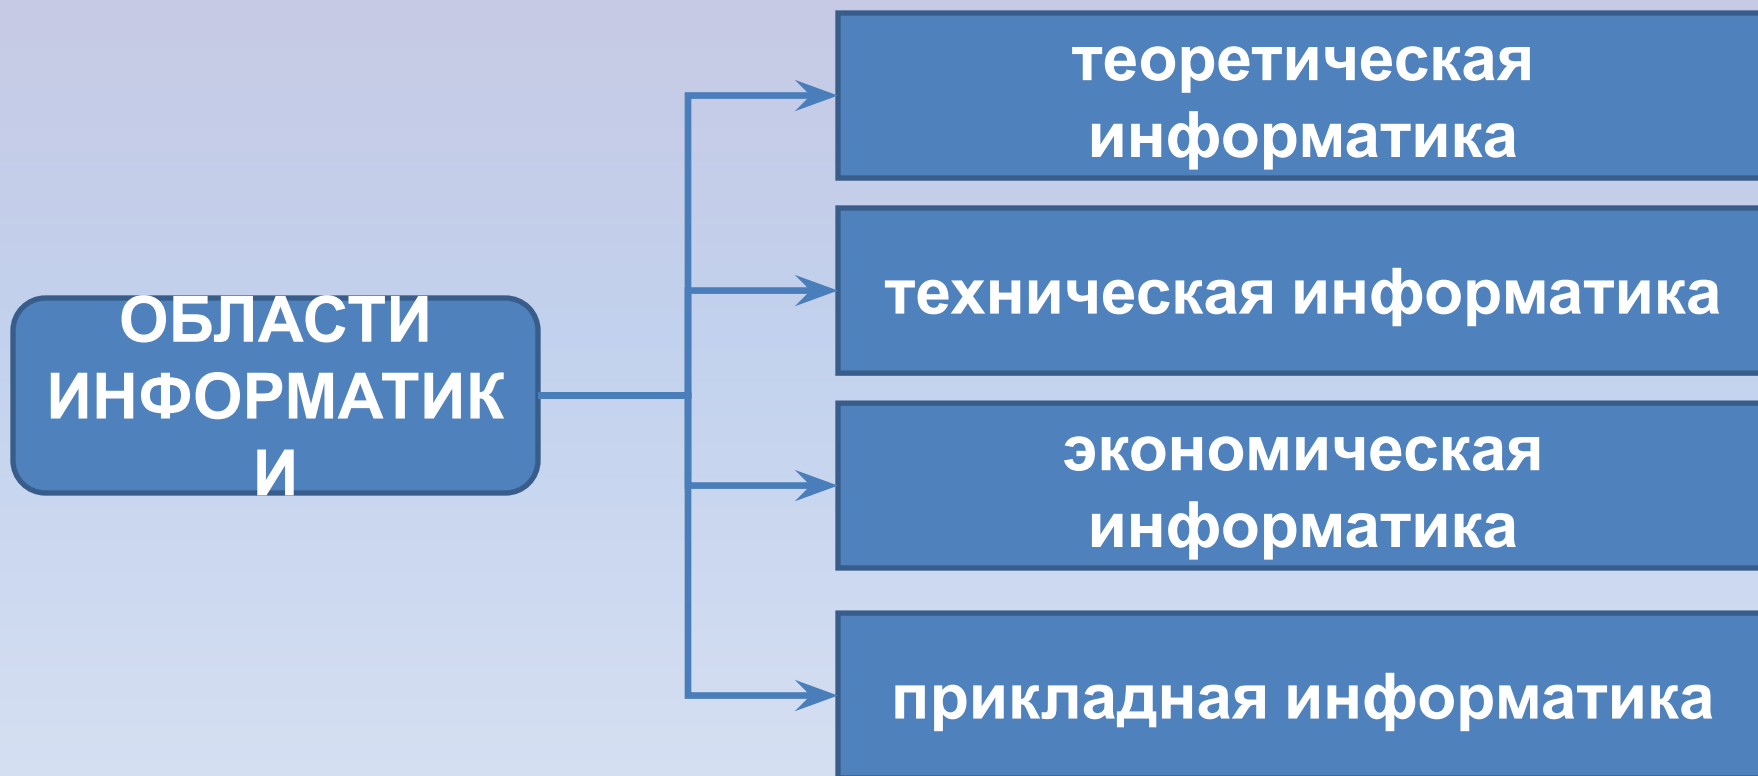 ОБЛАСТИ
ИНФОРМАТИК
И
теоретическая
информатика
техническая информатика
экономическая
информатика
прикладная информатика